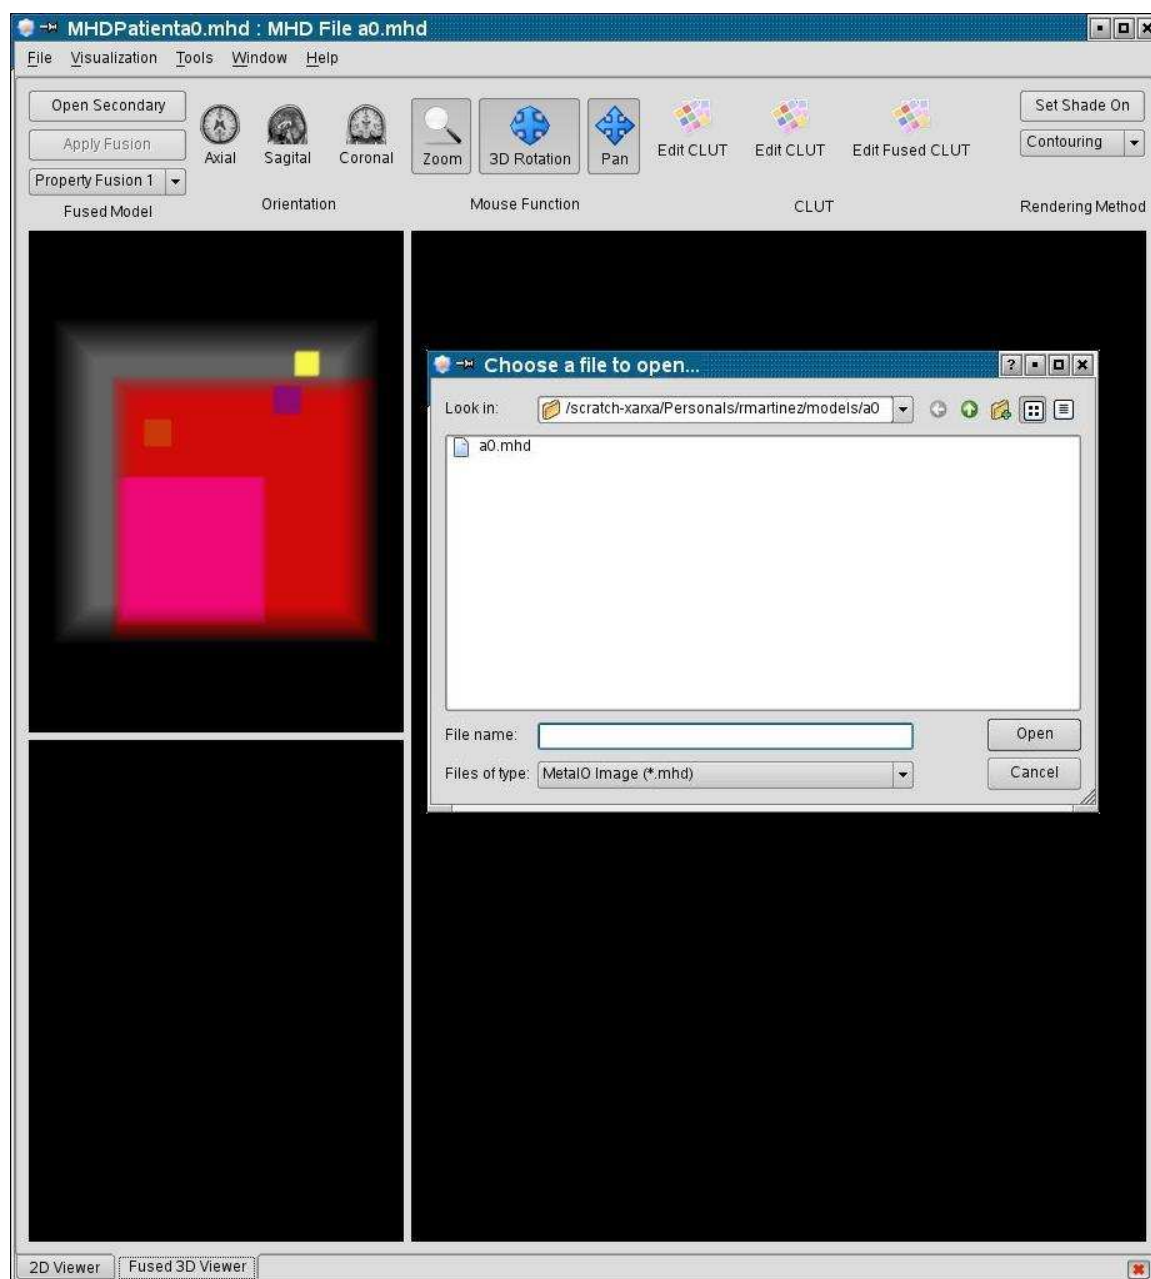 MHDPatienta0.mhd : MHD File a0.mhd
File Visualization Tools Window Help
Open Secondary
Apply Fusion
Property Fusion 1
Fused Model
Axial Sagital Coronal
Orientation
Zoom 3D Rotation Pan
Mouse Function
Edit CLUT Edit CLUT Edit Fused CLUT
CLUT
Set Shade On
Contouring
Rendering Method
Choose a file to open...
Look in: /scratch-xarxa/Personals/rmartinez/models/a0
a0.mhd
File name: Open
Files of type: MetaIO Image (*.mhd) Cancel
2D Viewer Fused 3D Viewer